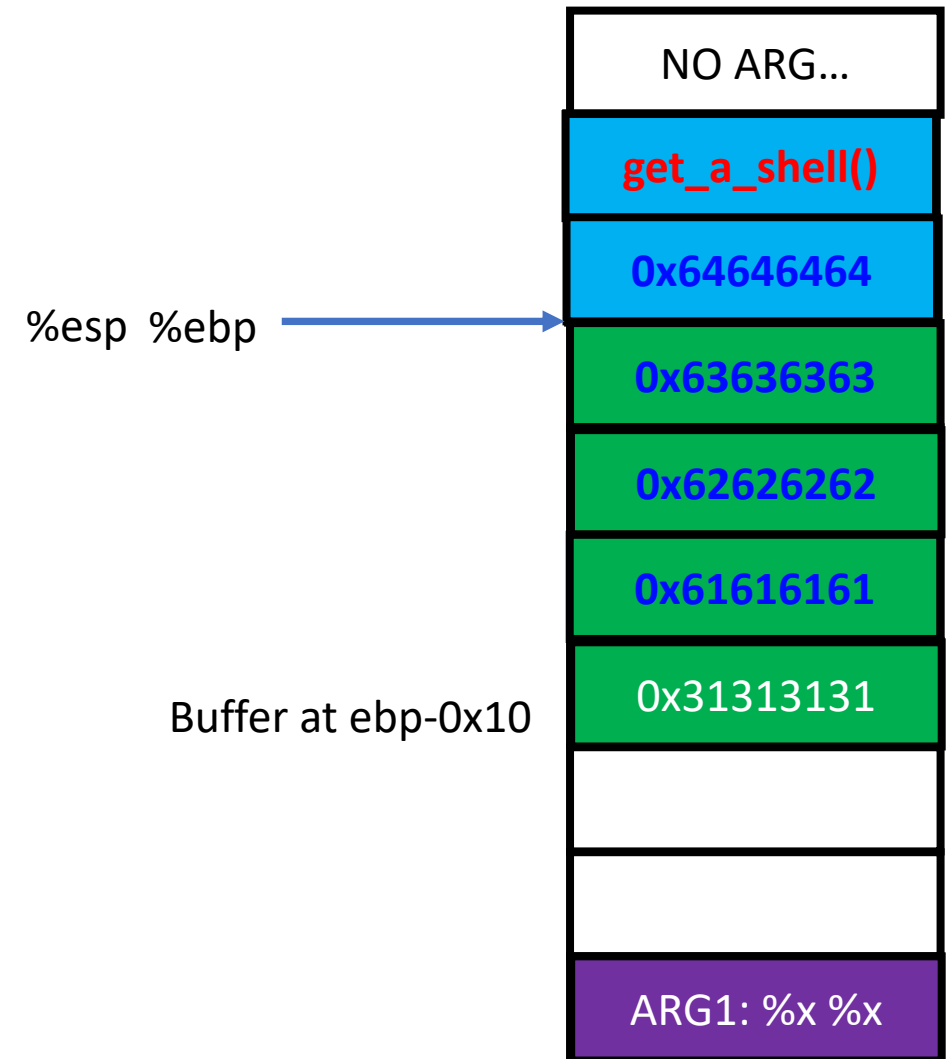 NO ARG…
get_a_shell()
0x64646464
%esp %ebp
0x63636363
0x62626262
0x61616161
Buffer at ebp-0x10
0x31313131
ARG1: %x %x